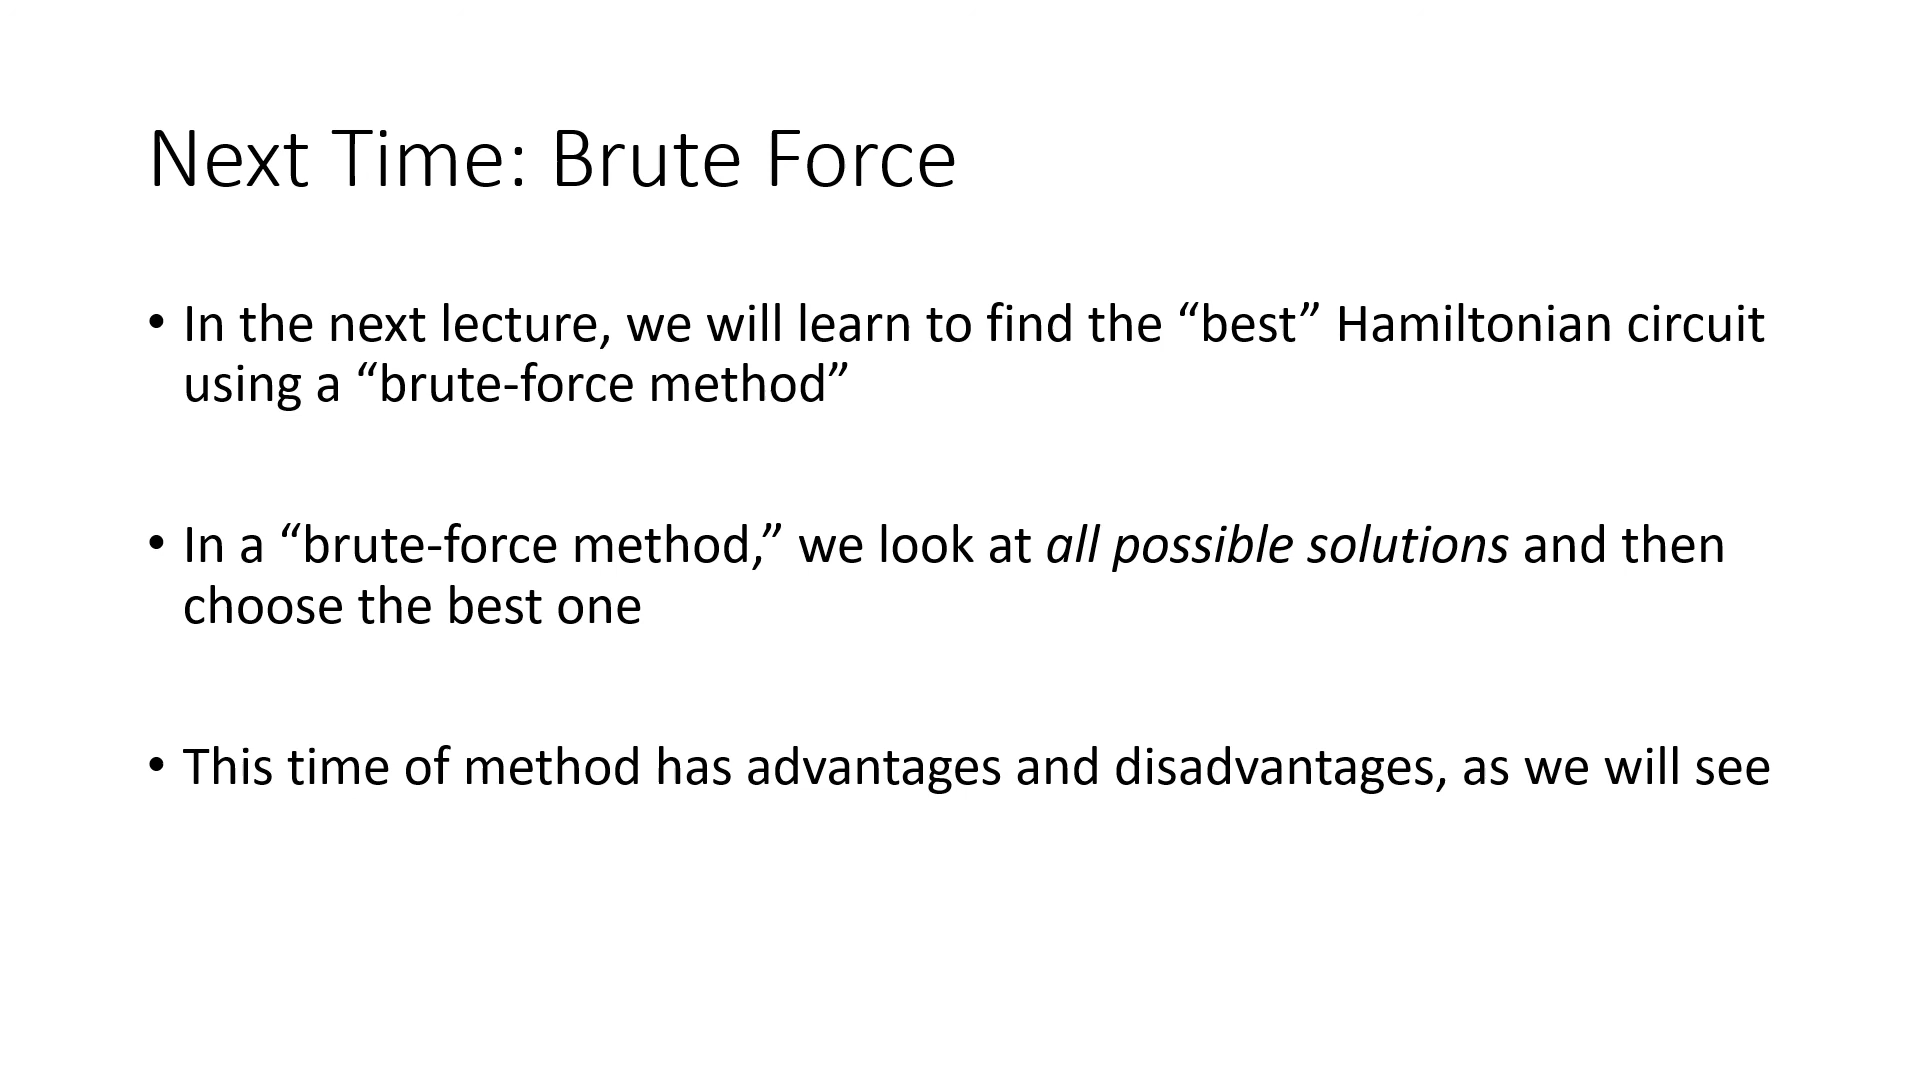 Next Time: Brute Force
• In the next lecture, we will learn to find the “best” Hamiltonian circuit
using a “brute-force method”
• In a “brute-force method,” we look at all possible solutions and then
choose the best one
• This time of method has advantages and disadvantages, as we will see